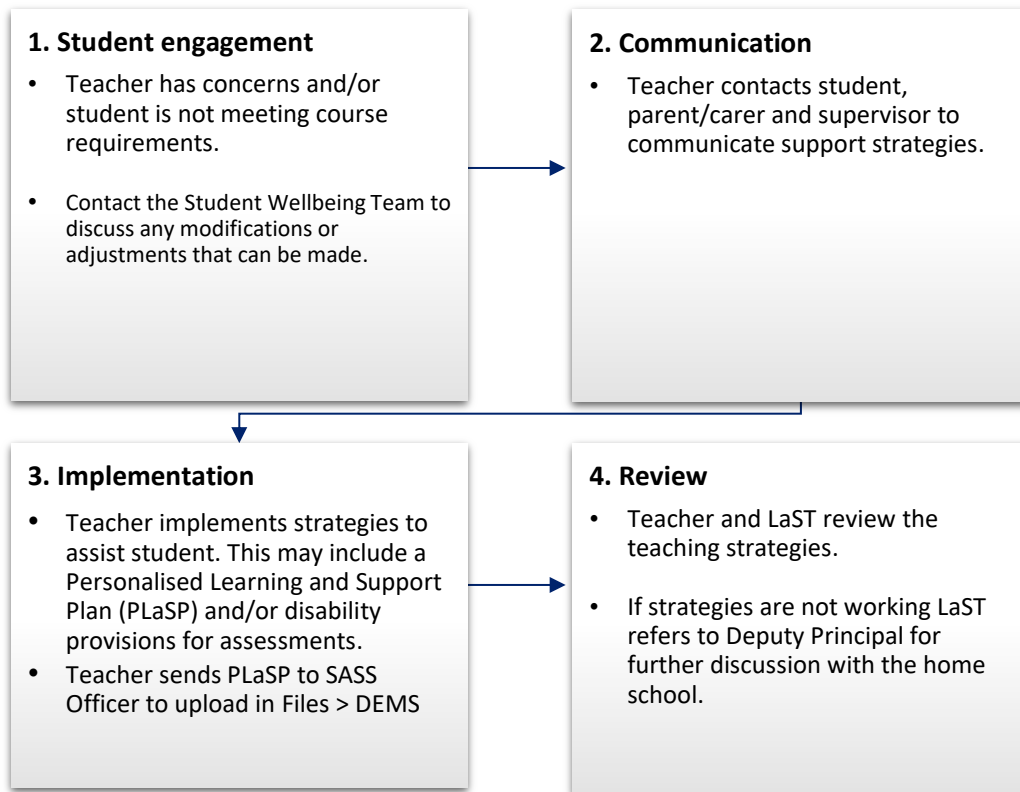 1. Student engagement
• Teacher has concerns and/or
student is not meeting course
requirements.
• Contact the Student Wellbeing Team to
discuss any modifications or
adjustments that can be made.
2. Communication
• Teacher contacts student,
parent/carer and supervisor to
communicate support strategies.
3. Implementation
• Teacher implements strategies to
assist student. This may include a
Personalised Learning and Support
Plan (PLaSP) and/or disability
provisions for assessments.
• Teacher sends PLaSP to SASS
Officer to upload in Files > DEMS
4. Review
• Teacher and LaST review the
teaching strategies.
• If strategies are not working LaST
refers to Deputy Principal for
further discussion with the home
school.